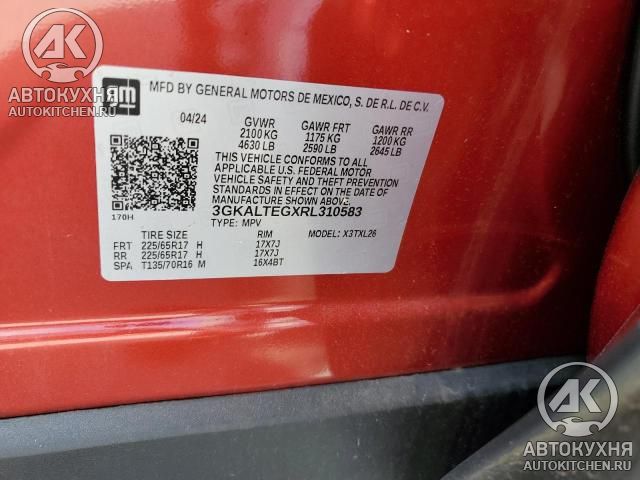 AK
АВТОКУХНЯ
AUTOKITCHEN.RU
gm
MFD BY GENERAL MOTORS DE MEXICO, S. DE R.L. DE C.V.
04/24 GVWR GAWR FRT GAWR RR
2100 KG 1175 KG 1200 KG
4630 LB 2590 LB 2645 LB
THIS VEHICLE CONFORMS TO ALL
APPLICABLE U.S. FEDERAL MOTOR
VEHICLE SAFETY AND THEFT PREVENTION
STANDARDS IN EFFECT ON THE DATE OF
MANUFACTURE SHOWN ABOVE.
170H
3GKALTEGXRL310583
TYPE: MPV MODEL: X3TXL26
TIRE SIZE RIM
FRT 225/65R17 H 17X7J
RR 225/65R17 H 17X7J
SPA T135/70R16 M 16X4BT
AK
АВТОКУХНЯ
AUTOKITCHEN.RU